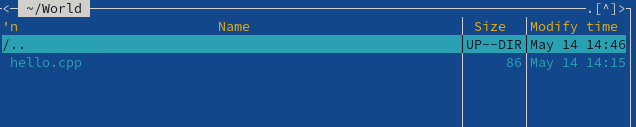 <─ ~/World ─.[^]>
'n Name Size Modify time
/.. UP--DIR May 14 14:46
hello.cpp 86 May 14 14:15